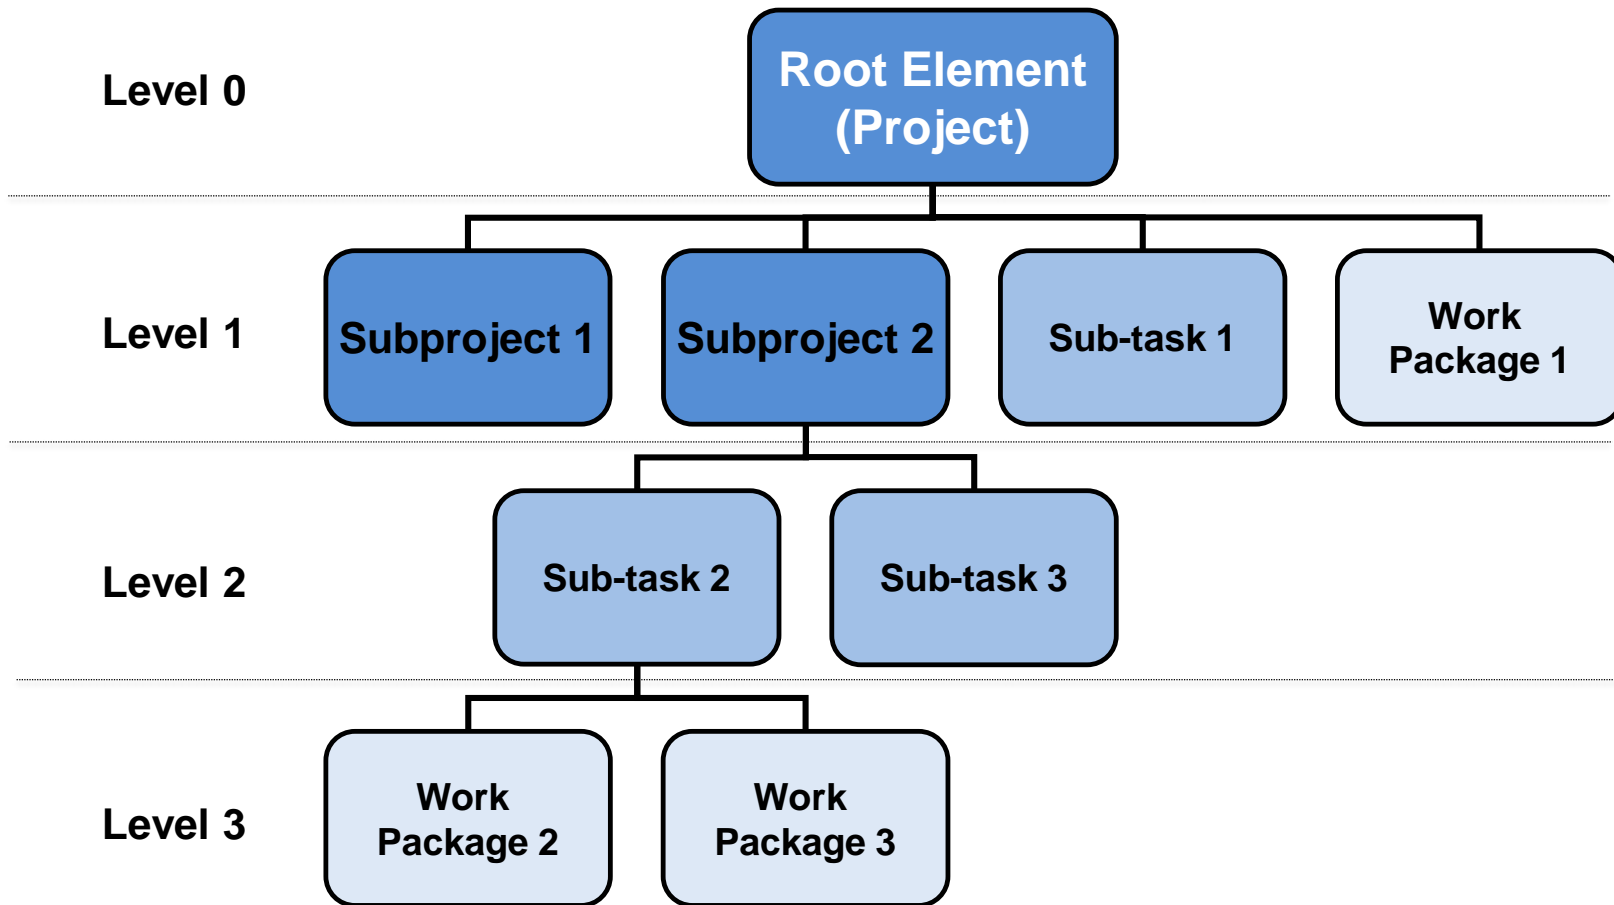 Level 0
Root Element
(Project)
Level 1
Subproject 1
Subproject 2
Sub-task 1
Work
Package 1
Level 2
Sub-task 2
Sub-task 3
Level 3
Work
Package 2
Work
Package 3